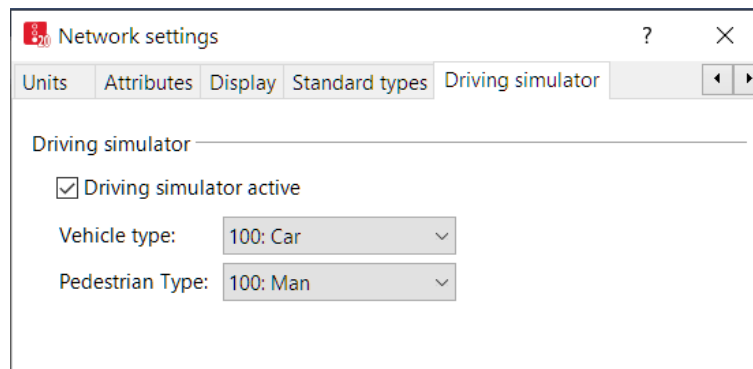 20 Network settings ?
Units Attributes Display Standard types Driving simulator
Driving simulator
Driving simulator active
Vehicle type: 100: Car
Pedestrian Type: 100: Man